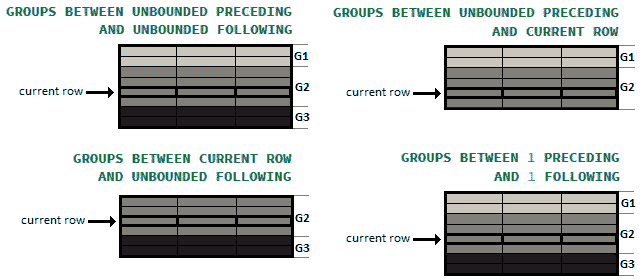 GROUPS BETWEEN UNBOUNDED PRECEDING
AND UNBOUNDED FOLLOWING
G1
G2
current row
G3
GROUPS BETWEEN UNBOUNDED PRECEDING
AND CURRENT ROW
G1
G2
current row
GROUPS BETWEEN CURRENT ROW
AND UNBOUNDED FOLLOWING
current row
G2
G3
GROUPS BETWEEN 1 PRECEDING
AND 1 FOLLOWING
G1
G2
current row
G3